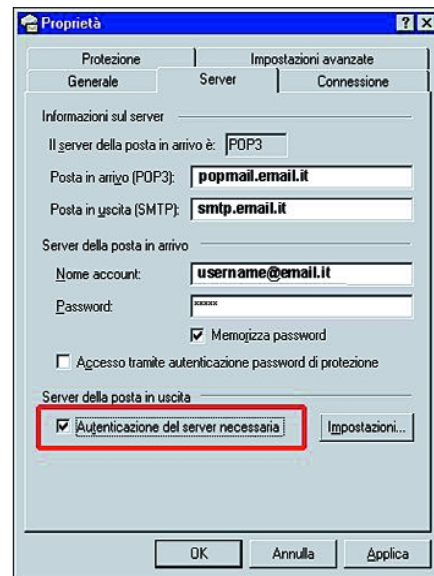 Proprietà
Protezione
Impostazioni avanzate
Generale
Server
Connessione
Informazioni sul server
Il server della posta in arrivo è: POP3
Posta in arrivo (POP3): popmail.email.it
Posta in uscita (SMTP): smtp.email.it
Server della posta in arrivo
Nome account: username@email.it
Password: *****
Memorizza password
Accesso tramite autenticazione password di protezione
Server della posta in uscita
Autenticazione del server necessaria Impostazioni...
OK Annulla Applica